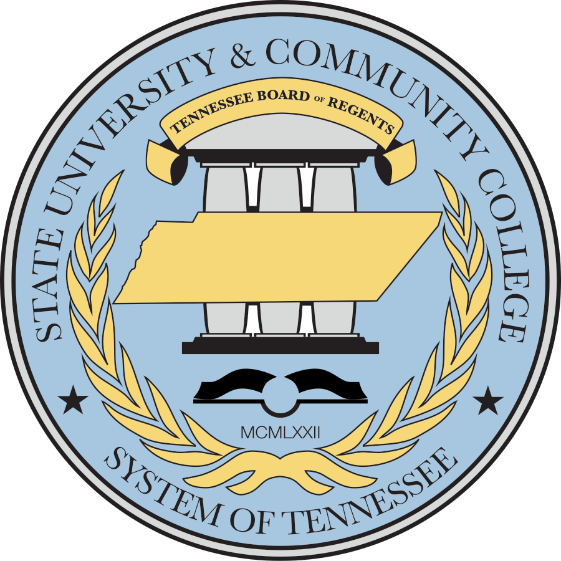 STATE UNIVERSITY & COMMUNITY COLLEGE
TENNESSEE BOARD OF REGENTS
MCMLXXII
SYSTEM OF TENNESSEE